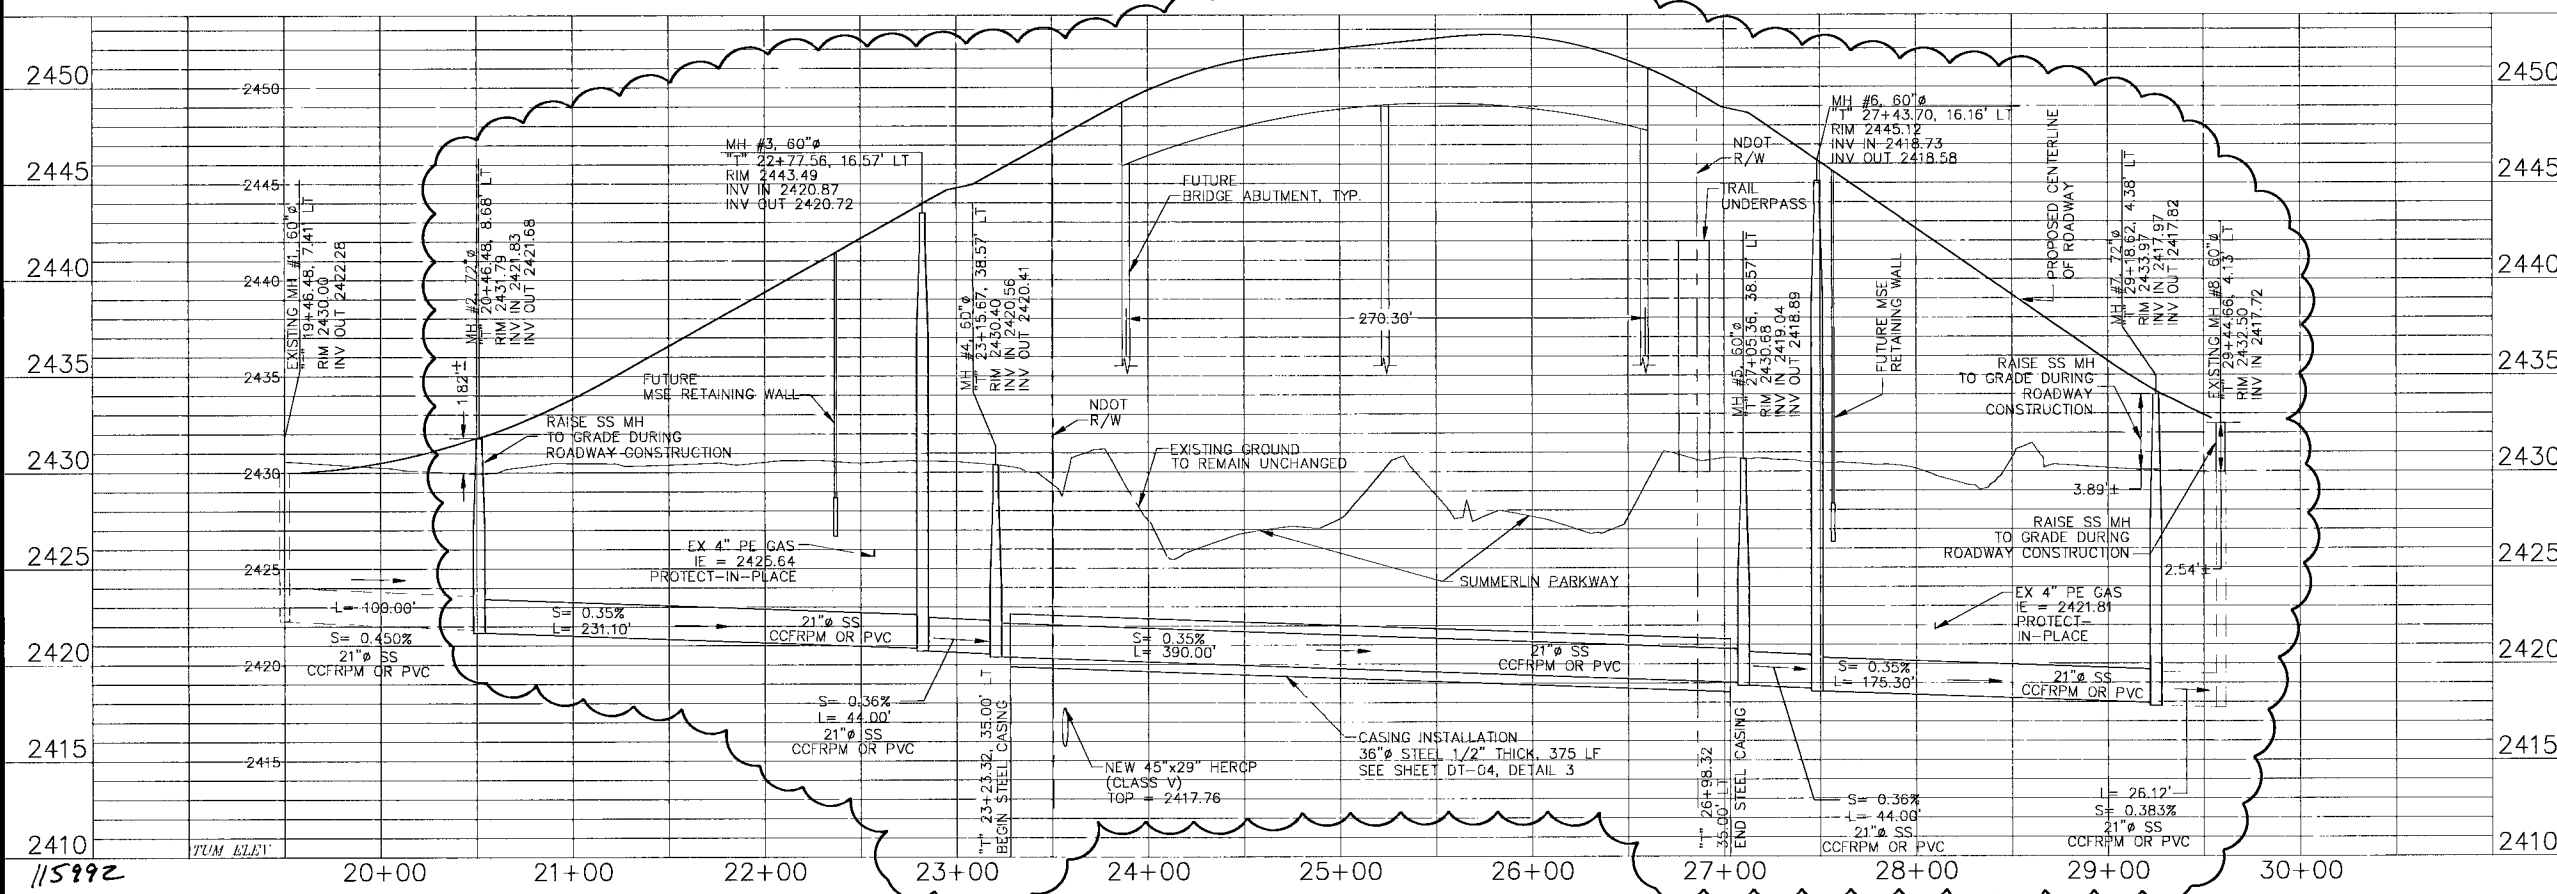 2450
2445
2440
2435
2430
2425
2420
2415
2410
2450
2445
2440
2435
2430
2425
2420
2415
TUM ELEV
115992
EXISTING MH #1, 60"ø
"T" 19+46.48, 7.41' LT
RIM 2430.00
INV OUT 2422.28
MH #2, 72"ø
"T" 20+46.48, 8.68' LT
RIM 2431.79
INV IN 2421.83
INV OUT 2421.68
1.82'±
RAISE SS MH
TO GRADE DURING
ROADWAY CONSTRUCTION
L= 100.00'
S= 0.450%
21"ø SS
CCFRPM OR PVC
S= 0.35%
L= 231.10'
21"ø SS
CCFRPM OR PVC
FUTURE
MSE RETAINING WALL
EX 4" PE GAS
IE = 2425.64
PROTECT-IN-PLACE
MH #3, 60"ø
"T" 22+77.56, 16.57' LT
RIM 2443.49
INV IN 2420.87
INV OUT 2420.72
S= 0.36%
L= 44.00'
21"ø SS
CCFRPM OR PVC
MH #4, 60"ø
"T" 23+15.67, 38.57' LT
RIM 2430.40
INV IN 2420.56
INV OUT 2420.41
"T" 23+23.32, 35.00' LT
BEGIN STEEL CASING
NDOT
R/W
FUTURE
BRIDGE ABUTMENT, TYP.
270.30'
EXISTING GROUND
TO REMAIN UNCHANGED
SUMMERLIN PARKWAY
S= 0.35%
L= 390.00'
21"ø SS
CCFRPM OR PVC
NEW 45"x29" HERCP
(CLASS V)
TOP = 2417.76
CASING INSTALLATION
36"ø STEEL 1/2" THICK, 375 LF
SEE SHEET DT-04, DETAIL 3
NDOT
R/W
TRAIL
UNDERPASS
MH #5, 60"ø
"T" 27+05.36, 38.57' LT
RIM 2430.68
INV IN 2419.04
INV OUT 2418.89
"T" 26+98.32
35.00' LT
END STEEL CASING
MH #6, 60"ø
"T" 27+43.70, 16.16' LT
RIM 2445.12
INV IN 2418.73
INV OUT 2418.58
FUTURE MSE
RETAINING WALL
S= 0.36%
L= 44.00'
21"ø SS
CCFRPM OR PVC
S= 0.35%
L= 175.30'
21"ø SS
CCFRPM OR PVC
PROPOSED CENTERLINE
OF ROADWAY
EX 4" PE GAS
IE = 2421.81
PROTECT-
IN-PLACE
MH #7, 72"ø
"T" 29+18.62, 4.38' LT
RIM 2433.97
INV IN 2417.97
INV OUT 2417.82
RAISE SS MH
TO GRADE DURING
ROADWAY
CONSTRUCTION
3.89'±
RAISE SS MH
TO GRADE DURING
ROADWAY CONSTRUCTION
2.54'±
EXISTING MH #8, 60"ø
"T" 29+44.66, 4.13' LT
RIM 2432.50
INV IN 2417.72
L= 26.12'
S= 0.383%
21"ø SS
CCFRPM OR PVC
2450
2445
2440
2435
2430
2425
2420
2415
2410
20+00
21+00
22+00
23+00
24+00
25+00
26+00
27+00
28+00
29+00
30+00